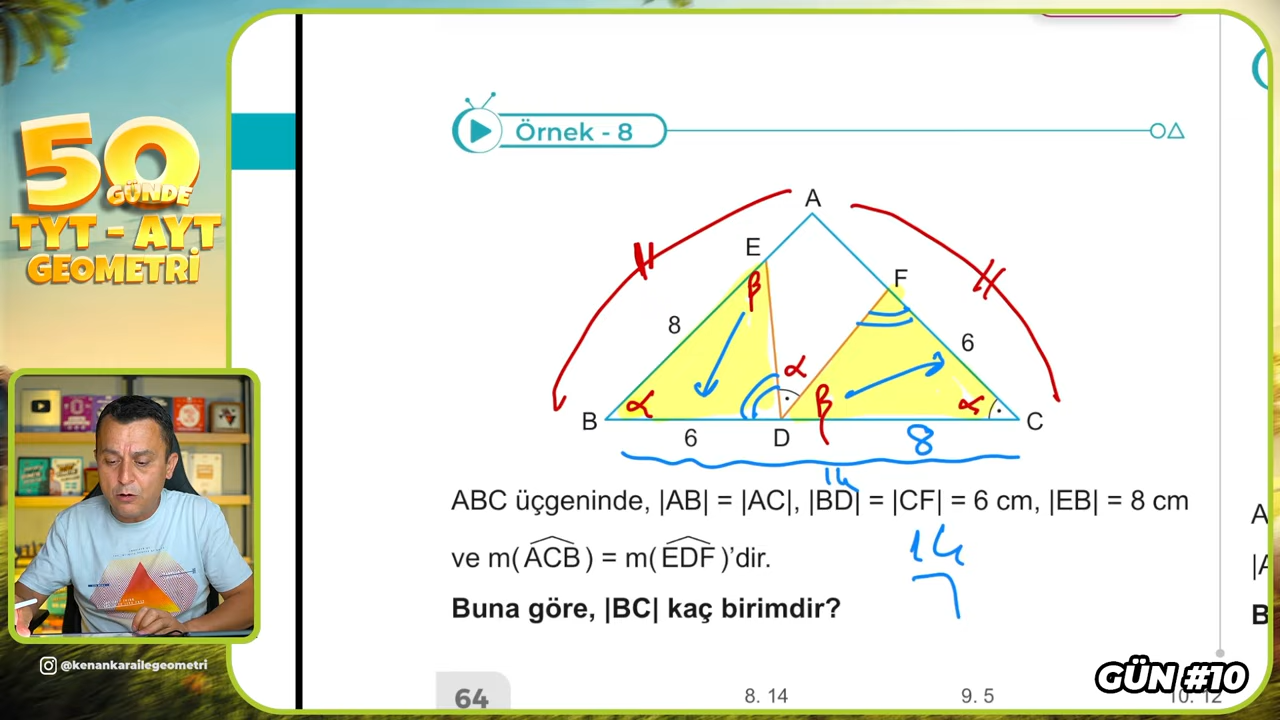 50
GÜNDE
TYT - AYT
GEOMETRİ
Örnek - 8
A
E
F
β
8
6
α
α
β
α
B
D
C
6
8
14
ABC üçgeninde, |AB| = |AC|, |BD| = |CF| = 6 cm, |EB| = 8 cm
14
ve m(ACB) = m(EDF)’dir.
Buna göre, |BC| kaç birimdir?
A
|A
B
@kenankarailegeometri
64
8. 14
9. 5
10. 12
GÜN #10